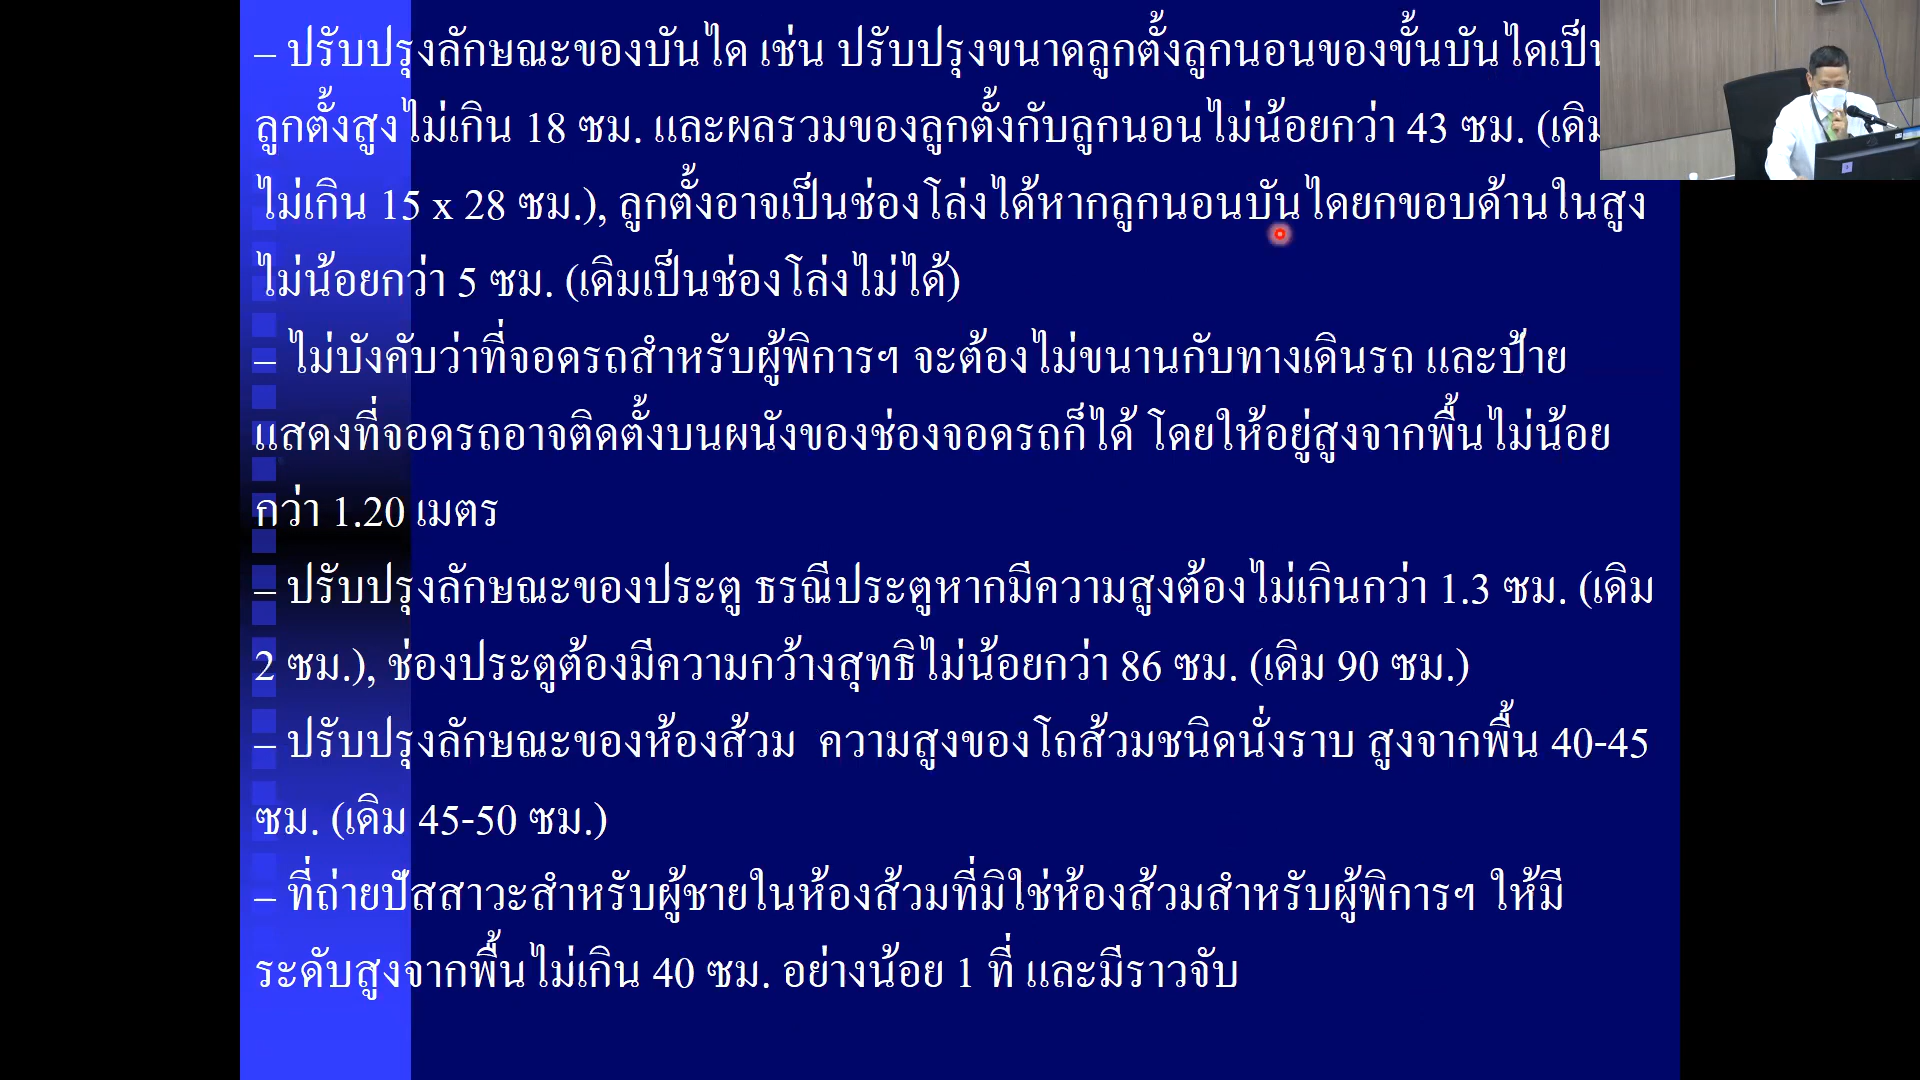 – ปรับปรุงลักษณะของบันได เช่น ปรับปรุงขนาดลูกตั้งลูกนอนของขั้นบันไดเป็น
ลูกตั้งสูงไม่เกิน 18 ซม. และผลรวมของลูกตั้งกับลูกนอนไม่น้อยกว่า 43 ซม. (เดิม
ไม่เกิน 15 x 28 ซม.), ลูกตั้งอาจเป็นช่องโล่งได้หากลูกนอนบันไดยกขอบด้านในสูง
ไม่น้อยกว่า 5 ซม. (เดิมเป็นช่องโล่งไม่ได้)
– ไม่บังคับว่าที่จอดรถสำหรับผู้พิการฯ จะต้องไม่ขนานกับทางเดินรถ และป้าย
แสดงที่จอดรถอาจติดตั้งบนผนังของช่องจอดรถก็ได้ โดยให้อยู่สูงจากพื้นไม่น้อย
กว่า 1.20 เมตร
– ปรับปรุงลักษณะของประตู ธรณีประตูหากมีความสูงต้องไม่เกินกว่า 1.3 ซม. (เดิม
2 ซม.), ช่องประตูต้องมีความกว้างสุทธิไม่น้อยกว่า 86 ซม. (เดิม 90 ซม.)
– ปรับปรุงลักษณะของห้องส้วม ความสูงของโถส้วมชนิดนั่งราบ สูงจากพื้น 40-45
ซม. (เดิม 45-50 ซม.)
– ที่ถ่ายปัสสาวะสำหรับผู้ชายในห้องส้วมที่มิใช่ห้องส้วมสำหรับผู้พิการฯ ให้มี
ระดับสูงจากพื้นไม่เกิน 40 ซม. อย่างน้อย 1 ที่ และมีราวจับ